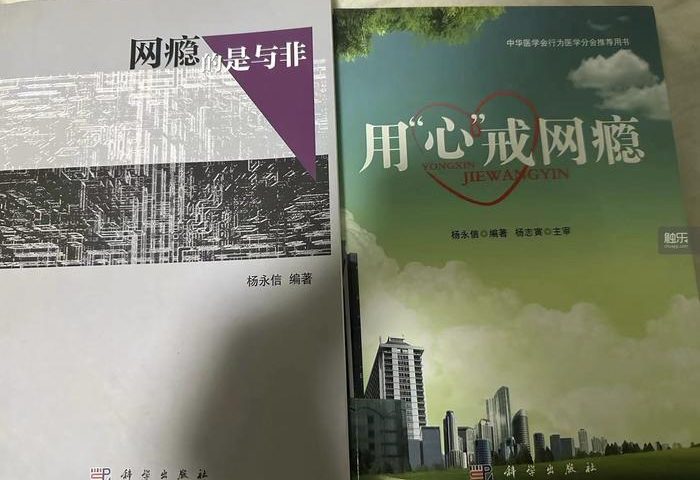 网瘾的是与非
杨永信 编著
科学出版社
中华医学会行为医学分会推荐用书
用“心”戒网瘾
YONGXIN
JIEWANGYIN
杨永信◎编著 杨志寅◎主审
科学出版社
触乐